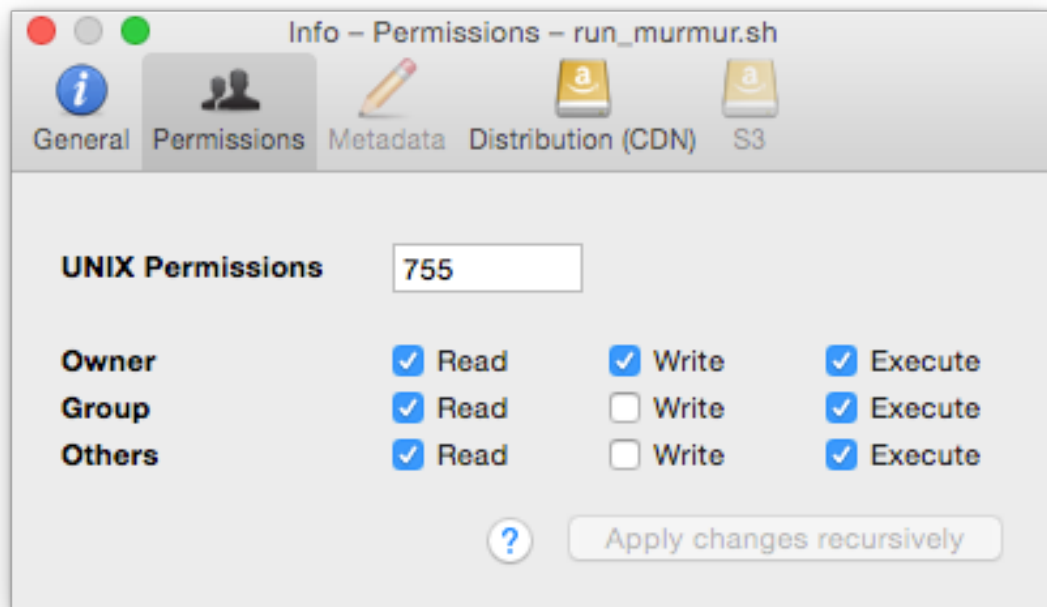 Info – Permissions – run_murmur.sh
General Permissions Metadata Distribution (CDN) S3
UNIX Permissions 755
Owner Read Write Execute
Group Read Write Execute
Others Read Write Execute
? Apply changes recursively